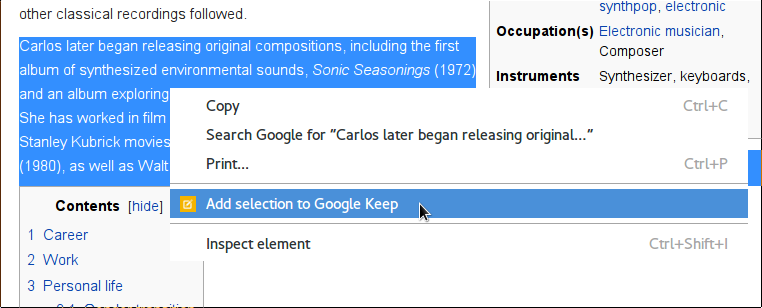 other classical recordings followed.
Carlos later began releasing original compositions, including the first
album of synthesized environmental sounds, Sonic Seasonings (1972)
and an album exploring
She has worked in film
Stanley Kubrick movies
(1980), as well as Walt
synthpop, electronic
Occupation(s) Electronic musician,
Composer
Instruments Synthesizer, keyboards,
Copy Ctrl+C
Search Google for “Carlos later began releasing original...”
Print... Ctrl+P
Add selection to Google Keep
Inspect element Ctrl+Shift+I
Contents [hide]
1 Career
2 Work
3 Personal life